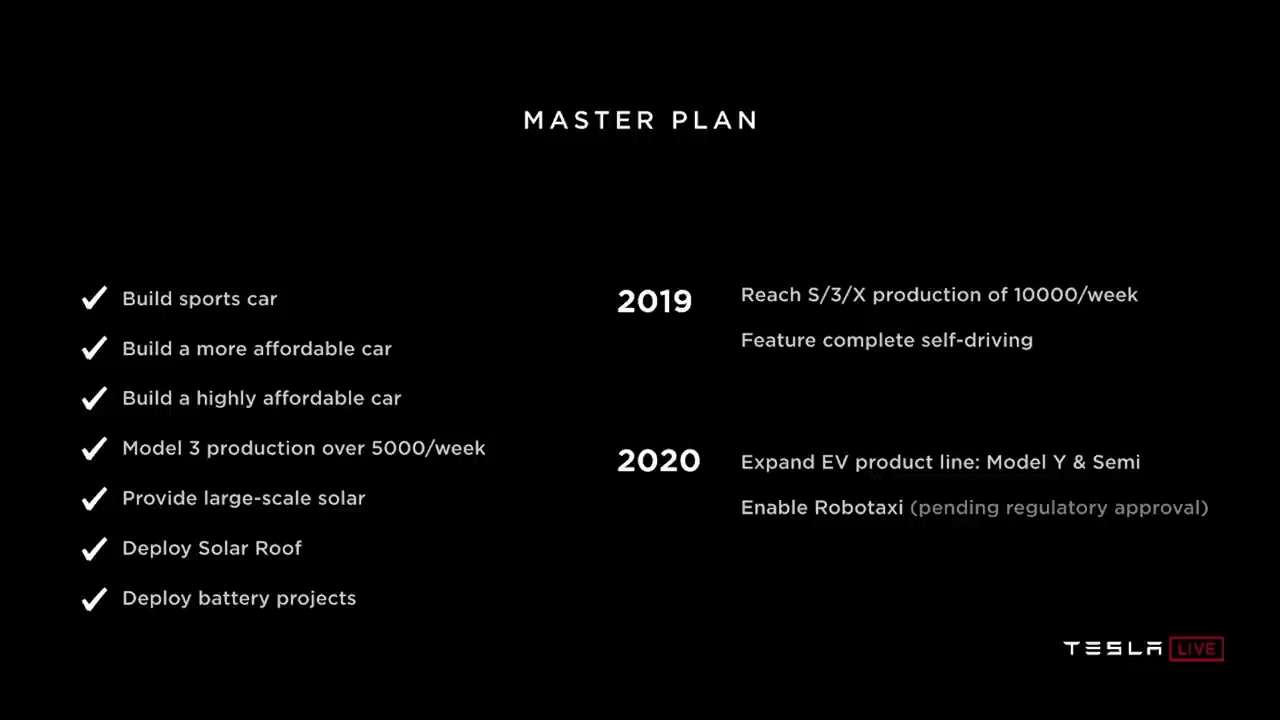 MASTER PLAN
Build sports car
Build a more affordable car
Build a highly affordable car
Model 3 production over 5000/week
Provide large-scale solar
Deploy Solar Roof
Deploy battery projects
2019
Reach S/3/X production of 10000/week
Feature complete self-driving
2020
Expand EV product line: Model Y & Semi
Enable Robotaxi (pending regulatory approval)
TESLA LIVE